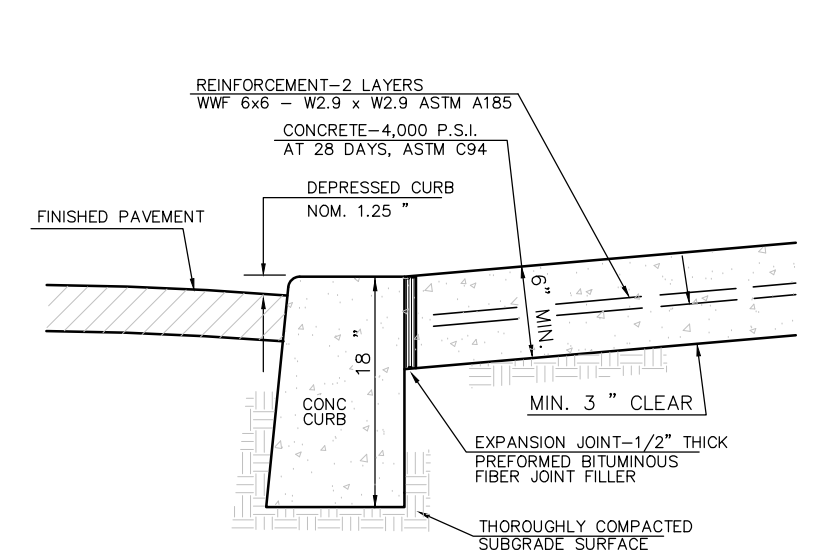 REINFORCEMENT-2 LAYERS
WWF 6x6 - W2.9 x W2.9 ASTM A185
CONCRETE-4,000 P.S.I.
AT 28 DAYS, ASTM C94
DEPRESSED CURB
NOM. 1.25 "
FINISHED PAVEMENT
6" MIN.
18 "
CONC
CURB
MIN. 3 " CLEAR
EXPANSION JOINT-1/2" THICK
PREFORMED BITUMINOUS
FIBER JOINT FILLER
THOROUGHLY COMPACTED
SUBGRADE SURFACE